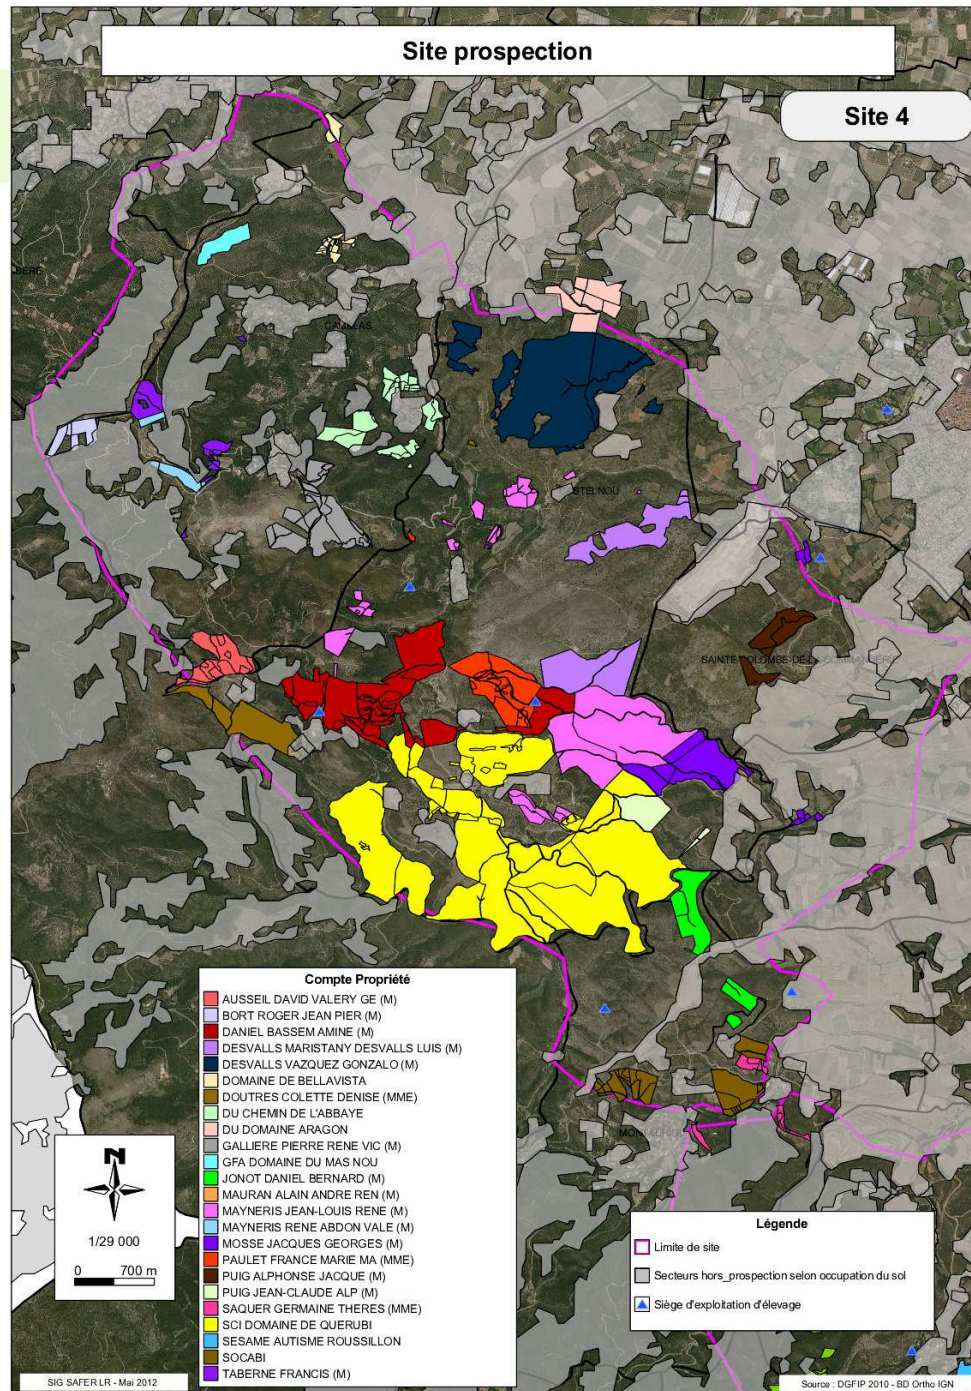 Site prospection
Site 4
BERE
CAMELAS
STELNOU
SAINTE COLOMBE-DE-LA-COMMANDERIE
Compte Propriété
AUSSEIL DAVID VALERY GE (M)
BORT ROGER JEAN PIER (M)
DANIEL BASSEM AMINE (M)
DESVALLS MARISTANY DESVALLS LUIS (M)
DESVALLS VAZQUEZ GONZALO (M)
DOMAINE DE BELLAVISTA
DOUTRES COLETTE DENISE (MME)
DU CHEMIN DE L'ABBAYE
DU DOMAINE ARAGON
GALLIERE PIERRE RENE VIC (M)
GFA DOMAINE DU MAS NOU
JONOT DANIEL BERNARD (M)
MAURAN ALAIN ANDRE REN (M)
MAYNERIS JEAN-LOUIS RENE (M)
MAYNERIS RENE ABDON VALE (M)
MOSSE JACQUES GEORGES (M)
PAULET FRANCE MARIE MA (MME)
PUIG ALPHONSE JACQUE (M)
PUIG JEAN-CLAUDE ALP (M)
SAQUER GERMAINE THERES (MME)
SCI DOMAINE DE QUERUBI
SESAME AUTISME ROUSSILLON
SOCABI
TABERNE FRANCIS (M)
N
1/29 000
0 700 m
Légende
Limite de site
Secteurs hors_prospection selon occupation du sol
Siège d'exploitation d'élevage
SIG SAFER LR - Mai 2012
Source : DGFIP 2010 - BD Ortho IGN